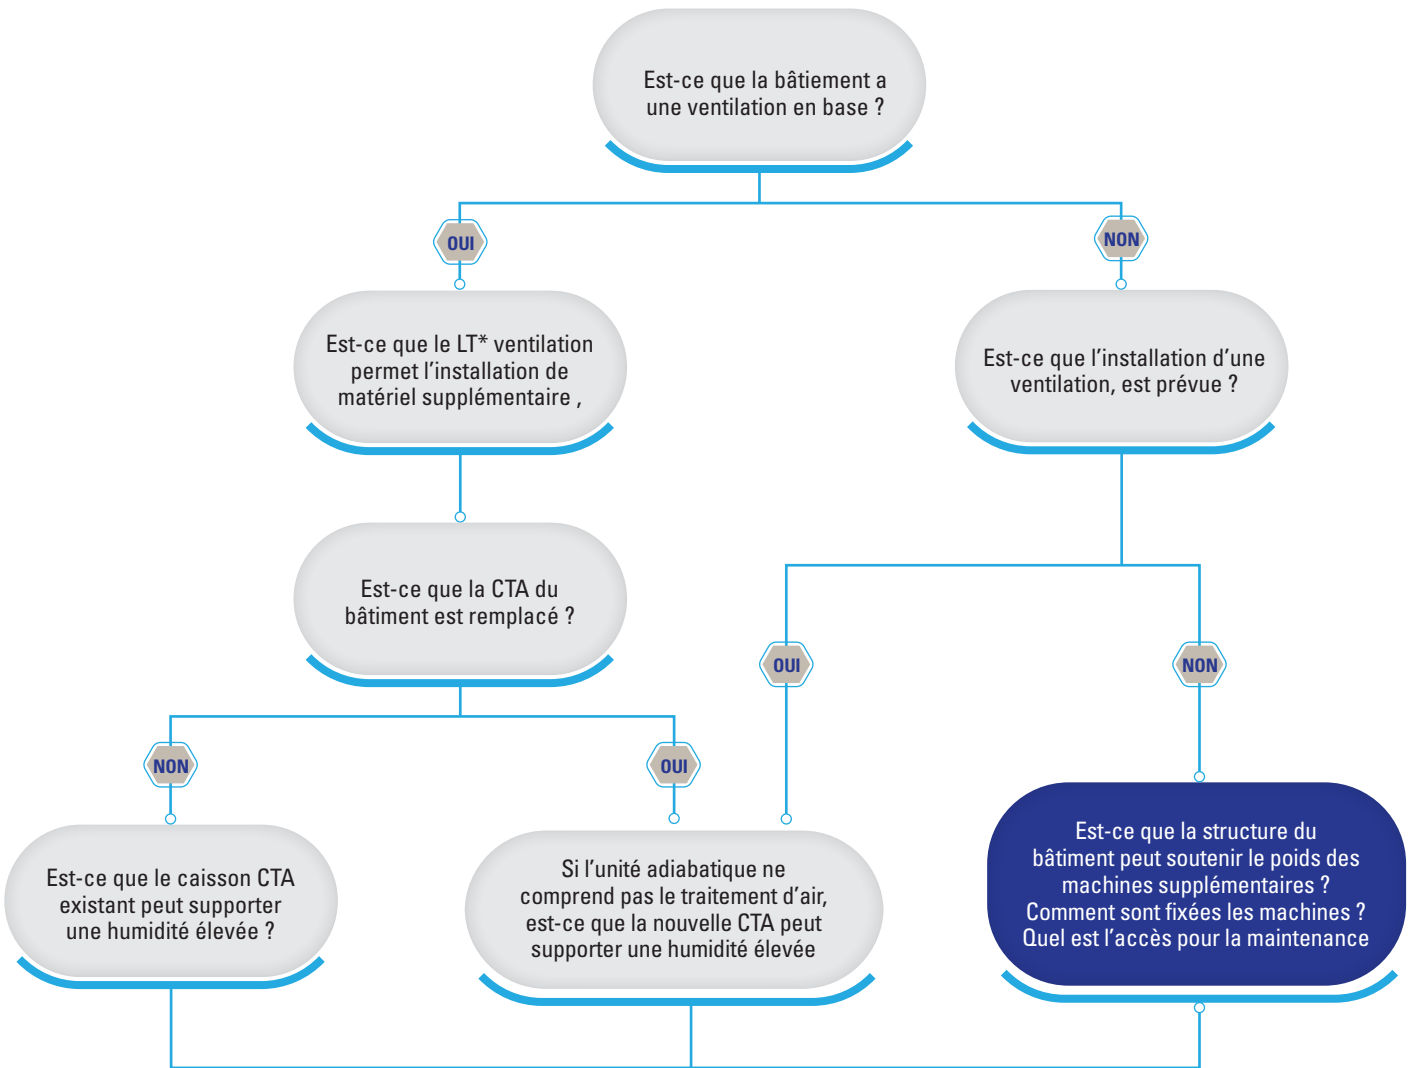 Est-ce que la bâtiement a
une ventilation en base ?
OUI
NON
Est-ce que le LT* ventilation
permet l'installation de
matériel supplémentaire ,
Est-ce que l'installation d'une
ventilation, est prévue ?
Est-ce que la CTA du
bâtiment est remplacé ?
OUI
NON
NON
OUI
Est-ce que le caisson CTA
existant peut supporter
une humidité élevée ?
Si l'unité adiabatique ne
comprend pas le traitement d'air,
est-ce que la nouvelle CTA peut
supporter une humidité élevée
Est-ce que la structure du
bâtiment peut soutenir le poids des
machines supplémentaires ?
Comment sont fixées les machines ?
Quel est l'accès pour la maintenance